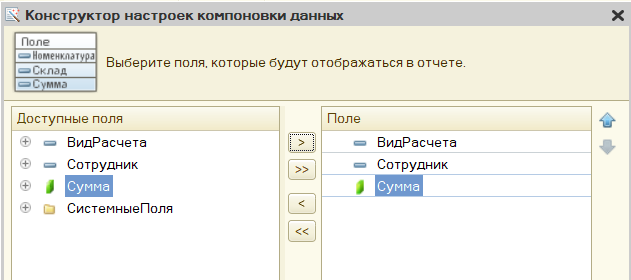 Конструктор настроек компоновки данных
Поле
Номенклатура
Склад
Сумма
Выберите поля, которые будут отображаться в отчете.
Доступные поля
ВидРасчета
Сотрудник
Сумма
СистемныеПоля
>
>>
<
<<
Поле
ВидРасчета
Сотрудник
Сумма